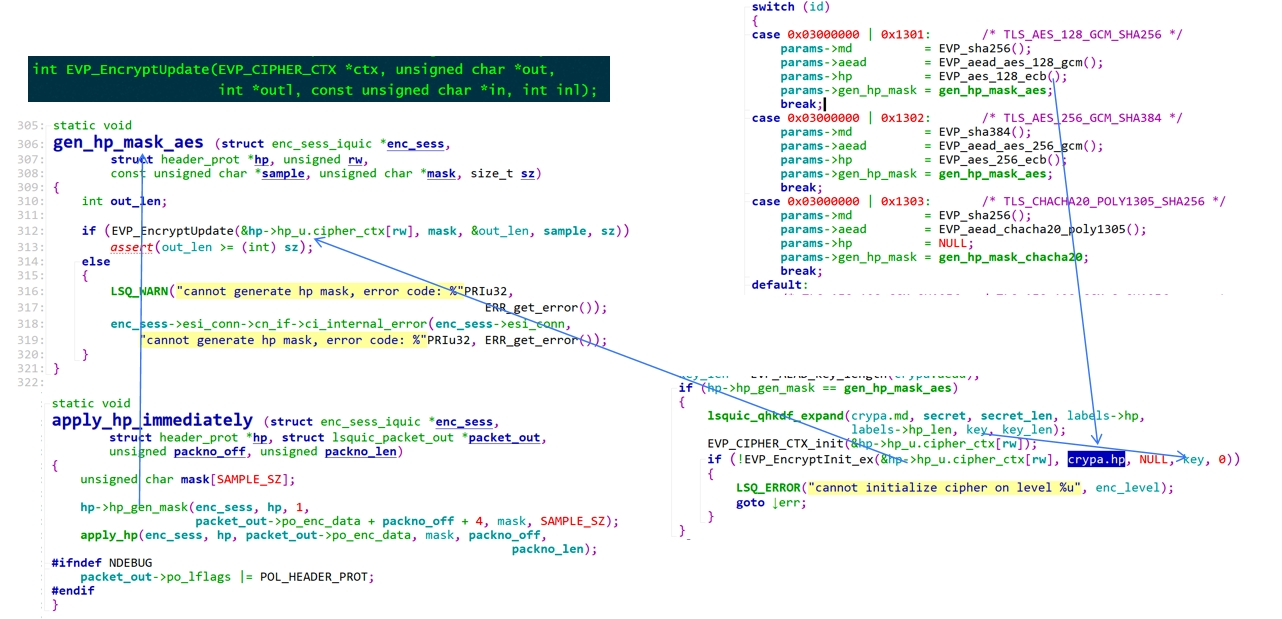 int EVP_EncryptUpdate(EVP_CIPHER_CTX *ctx, unsigned char *out,
int *outl, const unsigned char *in, int inl);
305: static void
306: gen_hp_mask_aes (struct enc_sess_iquic *enc_sess,
307: struct header_prot *hp, unsigned rw,
308: const unsigned char *sample, unsigned char *mask, size_t sz)
309: {
310: int out_len;
311:
312: if (EVP_EncryptUpdate(&hp->hp_u.cipher_ctx[rw], mask, &out_len, sample, sz))
313: assert(out_len >= (int) sz);
314: else
315: {
316: LSQ_WARN("cannot generate hp mask, error code: %"PRIu32,
317: ERR_get_error());
318: enc_sess->esi_conn->cn_if->ci_internal_error(enc_sess->esi_conn,
319: "cannot generate hp mask, error code: %"PRIu32, ERR_get_error());
320: }
321: }
322:
static void
apply_hp_immediately (struct enc_sess_iquic *enc_sess,
struct header_prot *hp, struct lsquic_packet_out *packet_out,
unsigned packno_off, unsigned packno_len)
{
unsigned char mask[SAMPLE_SZ];
hp->hp_gen_mask(enc_sess, hp, 1,
packet_out->po_enc_data + packno_off + 4, mask, SAMPLE_SZ);
apply_hp(enc_sess, hp, packet_out->po_enc_data, mask, packno_off,
packno_len);
#ifndef NDEBUG
packet_out->po_lflags |= POL_HEADER_PROT;
#endif
}
switch (id)
{
case 0x03000000 | 0x1301: /* TLS_AES_128_GCM_SHA256 */
params->md = EVP_sha256();
params->aead = EVP_aead_aes_128_gcm();
params->hp = EVP_aes_128_ecb();
params->gen_hp_mask = gen_hp_mask_aes;
break;
case 0x03000000 | 0x1302: /* TLS_AES_256_GCM_SHA384 */
params->md = EVP_sha384();
params->aead = EVP_aead_aes_256_gcm();
params->hp = EVP_aes_256_ecb();
params->gen_hp_mask = gen_hp_mask_aes;
break;
case 0x03000000 | 0x1303: /* TLS_CHACHA20_POLY1305_SHA256 */
params->md = EVP_sha256();
params->aead = EVP_aead_chacha20_poly1305();
params->hp = NULL;
params->gen_hp_mask = gen_hp_mask_chacha20;
break;
default:
if (hp->hp_gen_mask == gen_hp_mask_aes)
{
lsquic_qhkdf_expand(crypa.md, secret, secret_len, labels->hp,
labels->hp_len, key, key_len);
EVP_CIPHER_CTX_init(&hp->hp_u.cipher_ctx[rw]);
if (!EVP_EncryptInit_ex(&hp->hp_u.cipher_ctx[rw], crypa.hp, NULL, key, 0))
{
LSQ_ERROR("cannot initialize cipher on level %u", enc_level);
goto ↓err;
}
}